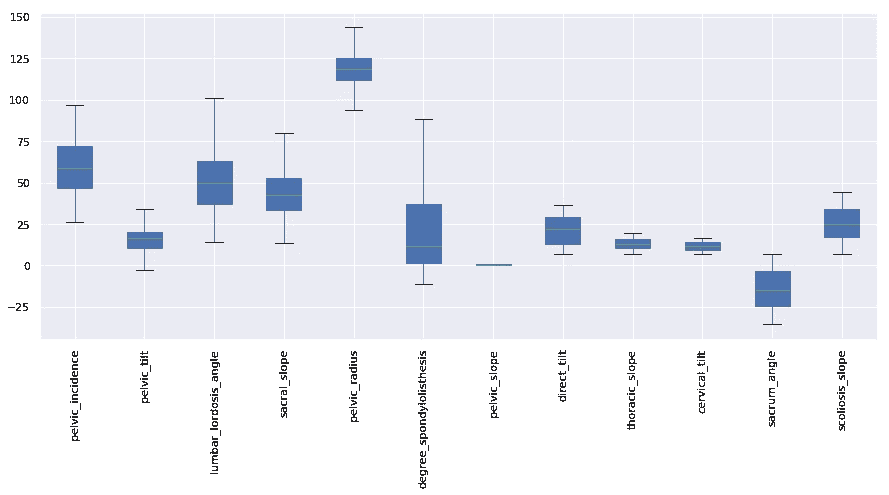 150
125
100
75
50
25
0
−25
pelvic_incidence
pelvic_tilt
lumbar_lordosis_angle
sacral_slope
pelvic_radius
degree_spondylolisthesis
pelvic_slope
direct_tilt
thoracic_slope
cervical_tilt
sacrum_angle
scoliosis_slope